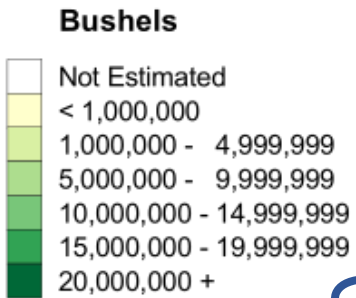 Bushels
Not Estimated
< 1,000,000
1,000,000 - 4,999,999
5,000,000 - 9,999,999
10,000,000 - 14,999,999
15,000,000 - 19,999,999
20,000,000 +